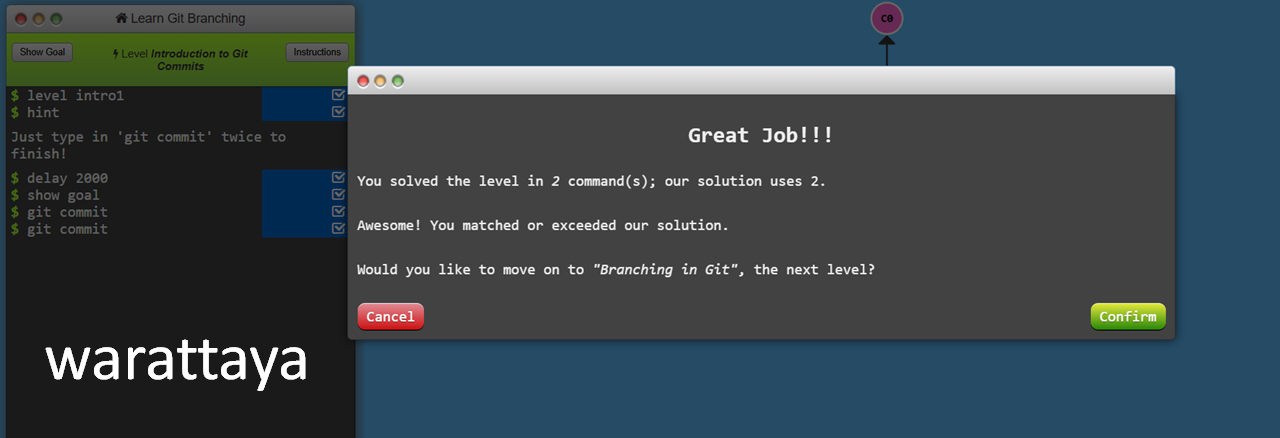 Learn Git Branching
Show Goal
Level Introduction to Git Commits
Instructions
$ level intro1
$ hint
Just type in 'git commit' twice to
finish!
$ delay 2000
$ show goal
$ git commit
$ git commit
warattaya
C0
Great Job!!!
You solved the level in 2 command(s); our solution uses 2.
Awesome! You matched or exceeded our solution.
Would you like to move on to "Branching in Git", the next level?
Cancel
Confirm